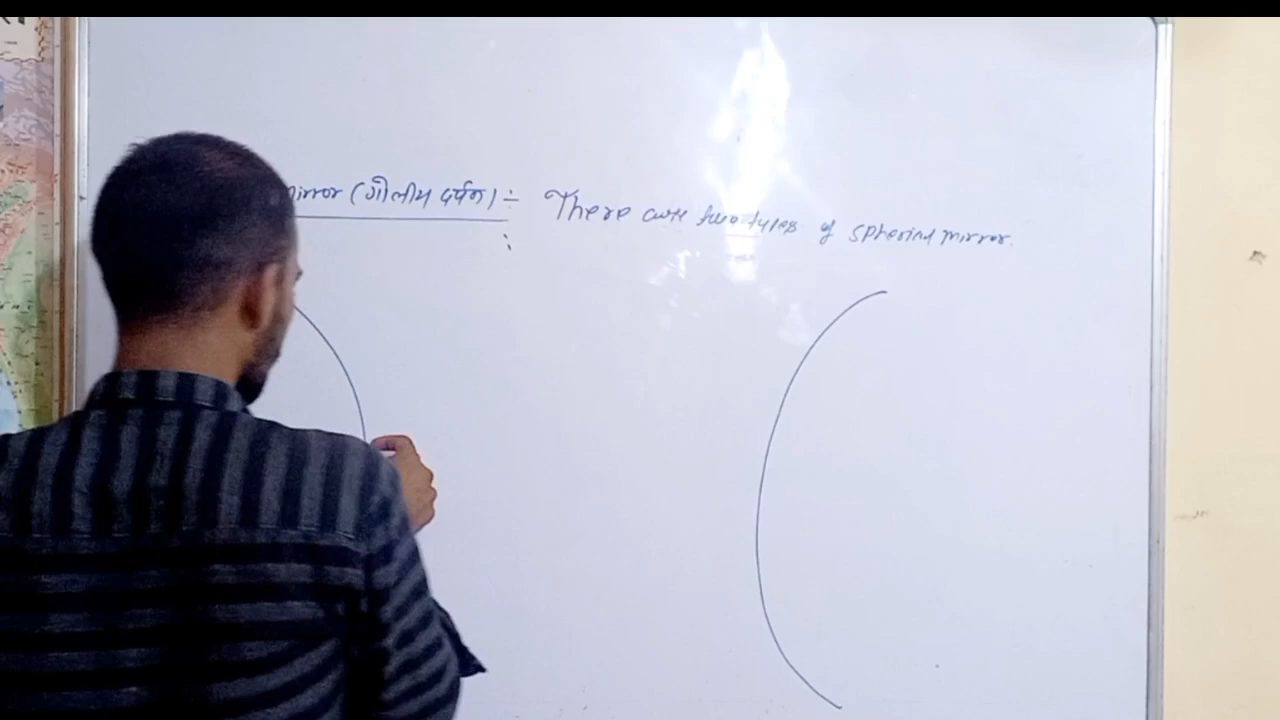 mirror (गोलीय दर्पण) :- There are two types of spherical mirror.